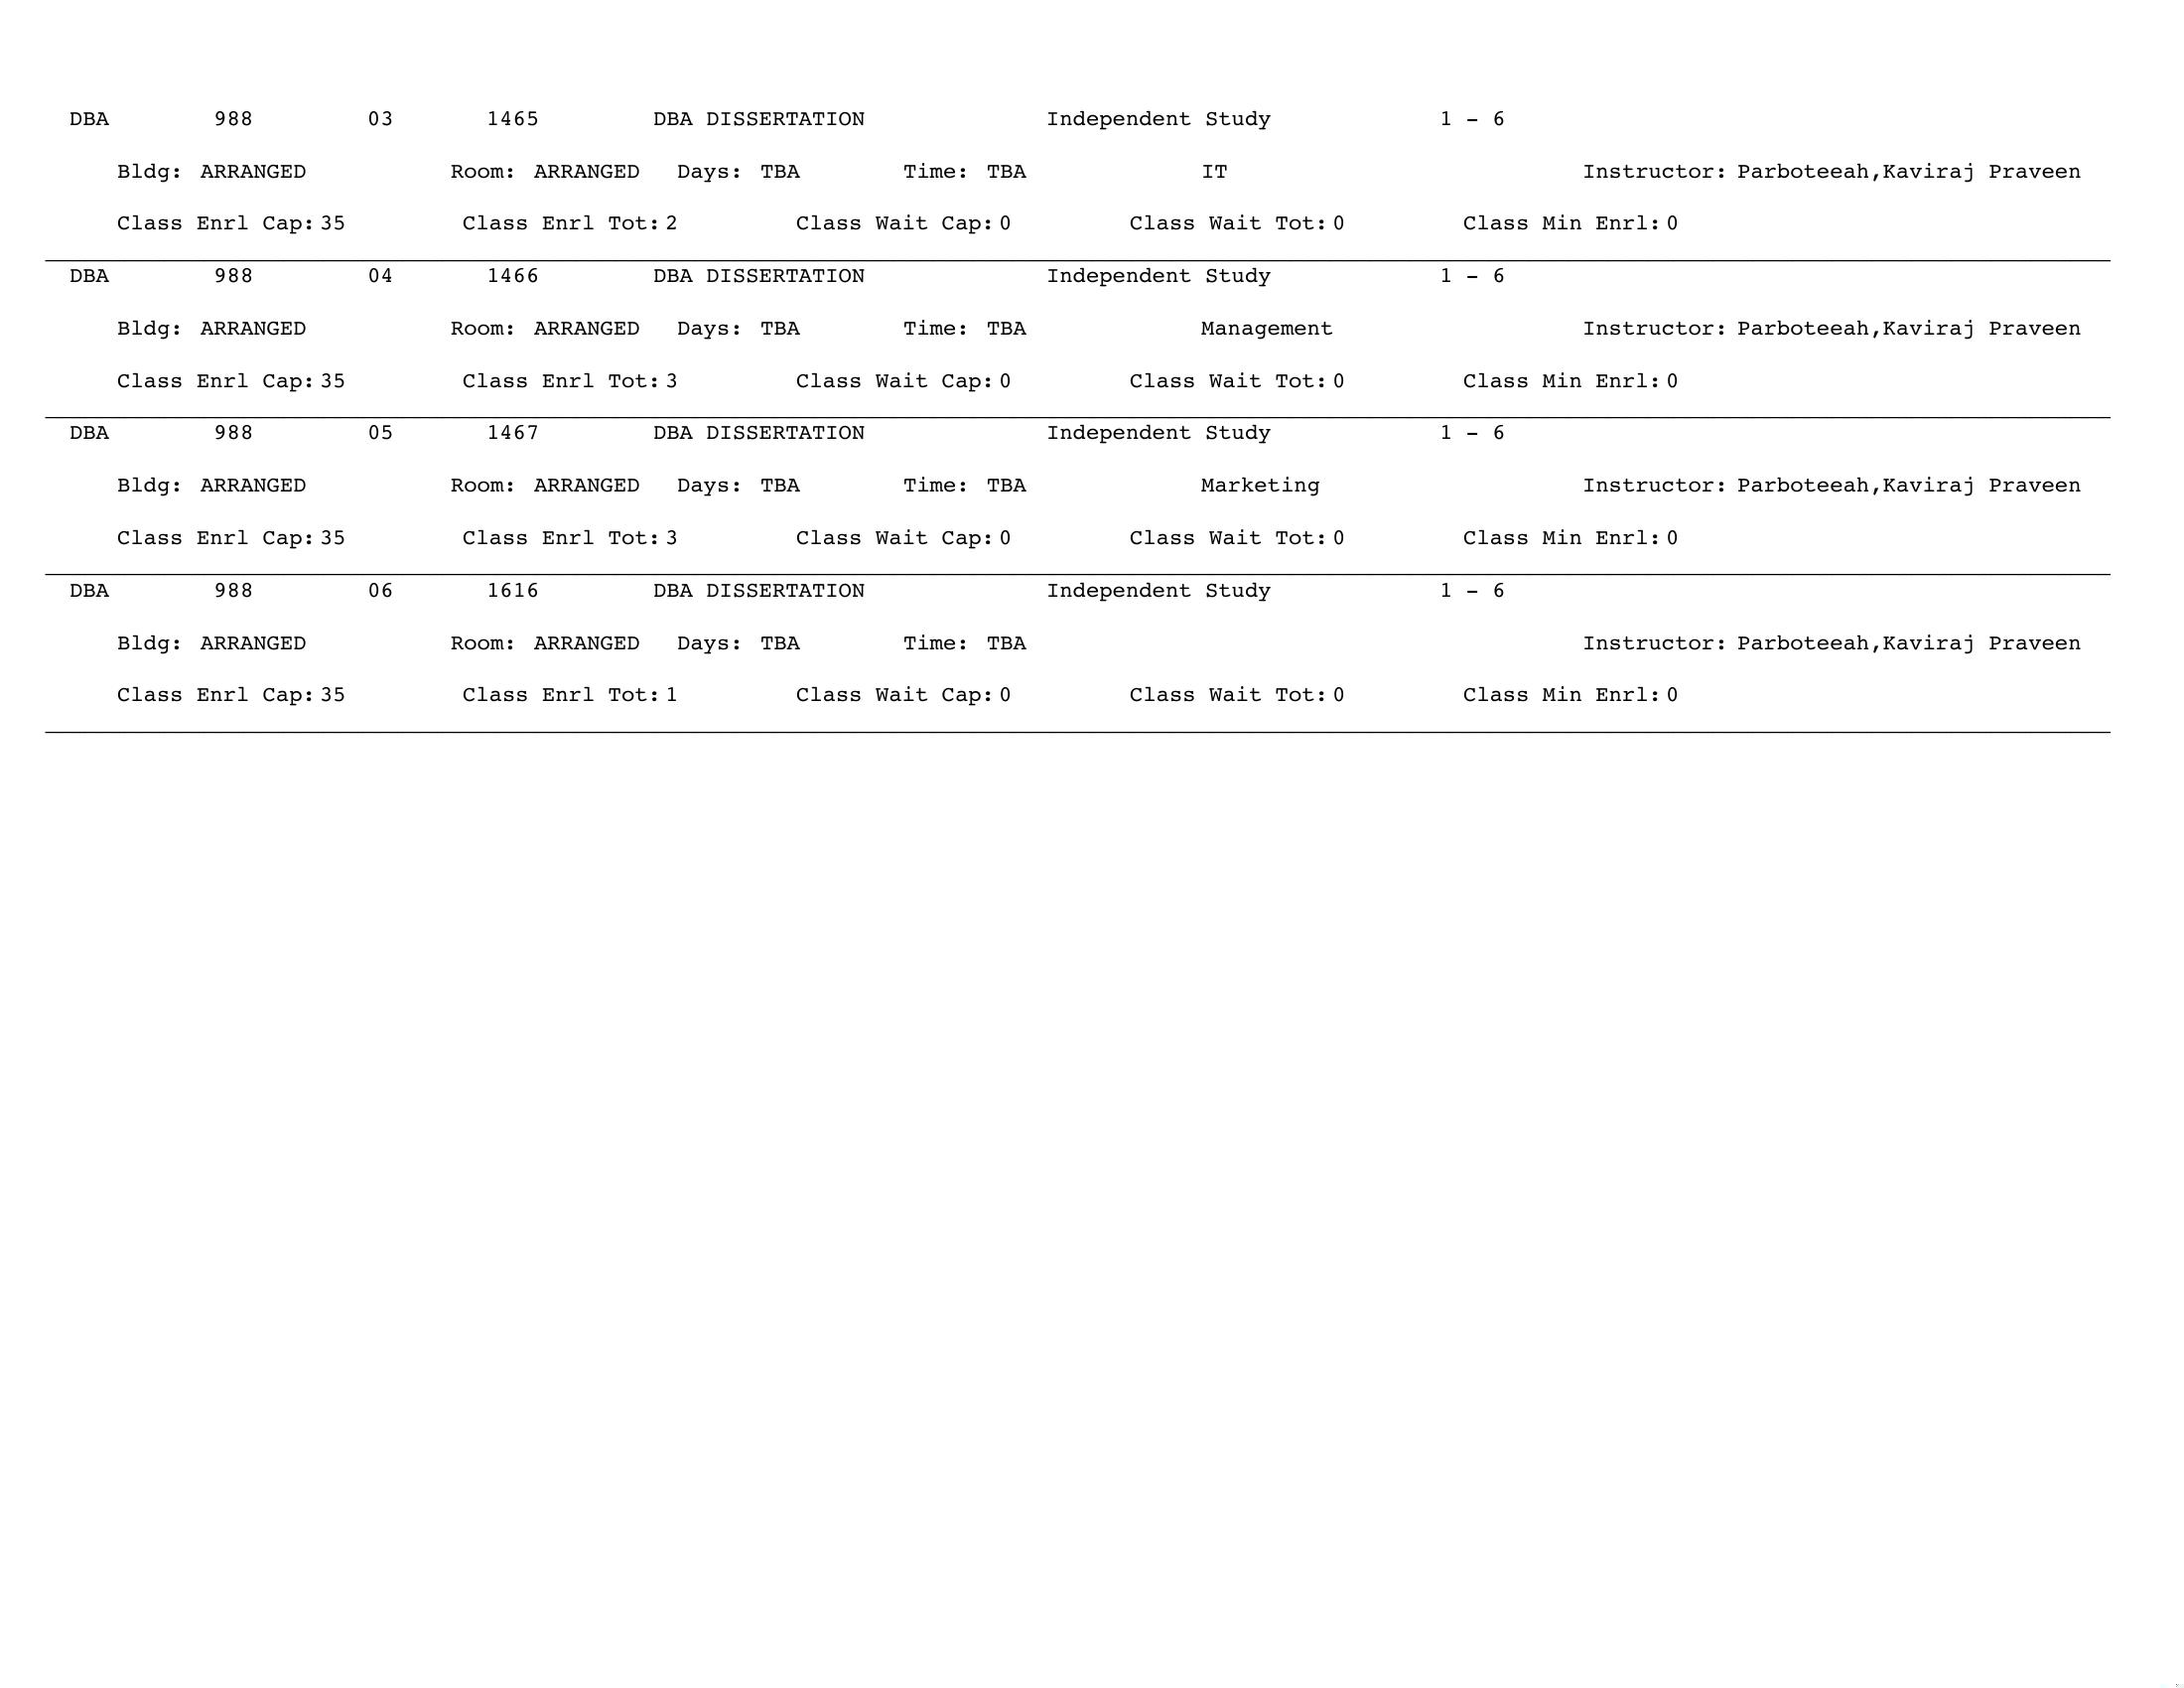 DBA 988 03 1465 DBA DISSERTATION Independent Study 1 - 6
Bldg: ARRANGED Room: ARRANGED Days: TBA Time: TBA IT Instructor: Parboteeah,Kaviraj Praveen
Class Enrl Cap: 35 Class Enrl Tot: 2 Class Wait Cap: 0 Class Wait Tot: 0 Class Min Enrl: 0
DBA 988 04 1466 DBA DISSERTATION Independent Study 1 - 6
Bldg: ARRANGED Room: ARRANGED Days: TBA Time: TBA Management Instructor: Parboteeah,Kaviraj Praveen
Class Enrl Cap: 35 Class Enrl Tot: 3 Class Wait Cap: 0 Class Wait Tot: 0 Class Min Enrl: 0
DBA 988 05 1467 DBA DISSERTATION Independent Study 1 - 6
Bldg: ARRANGED Room: ARRANGED Days: TBA Time: TBA Marketing Instructor: Parboteeah,Kaviraj Praveen
Class Enrl Cap: 35 Class Enrl Tot: 3 Class Wait Cap: 0 Class Wait Tot: 0 Class Min Enrl: 0
DBA 988 06 1616 DBA DISSERTATION Independent Study 1 - 6
Bldg: ARRANGED Room: ARRANGED Days: TBA Time: TBA Instructor: Parboteeah,Kaviraj Praveen
Class Enrl Cap: 35 Class Enrl Tot: 1 Class Wait Cap: 0 Class Wait Tot: 0 Class Min Enrl: 0